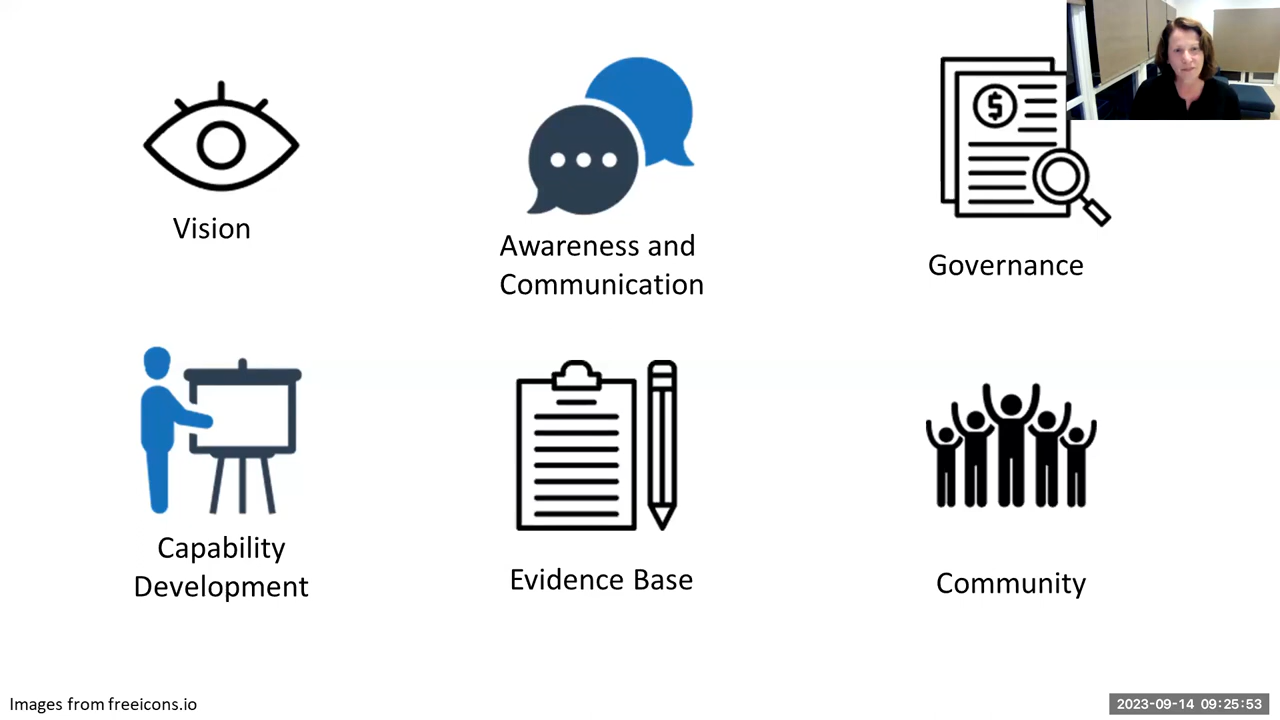 Vision
Awareness and
Communication
$
Governance
Capability
Development
Evidence Base
Community
Images from freeicons.io
2023-09-14 09:25:53